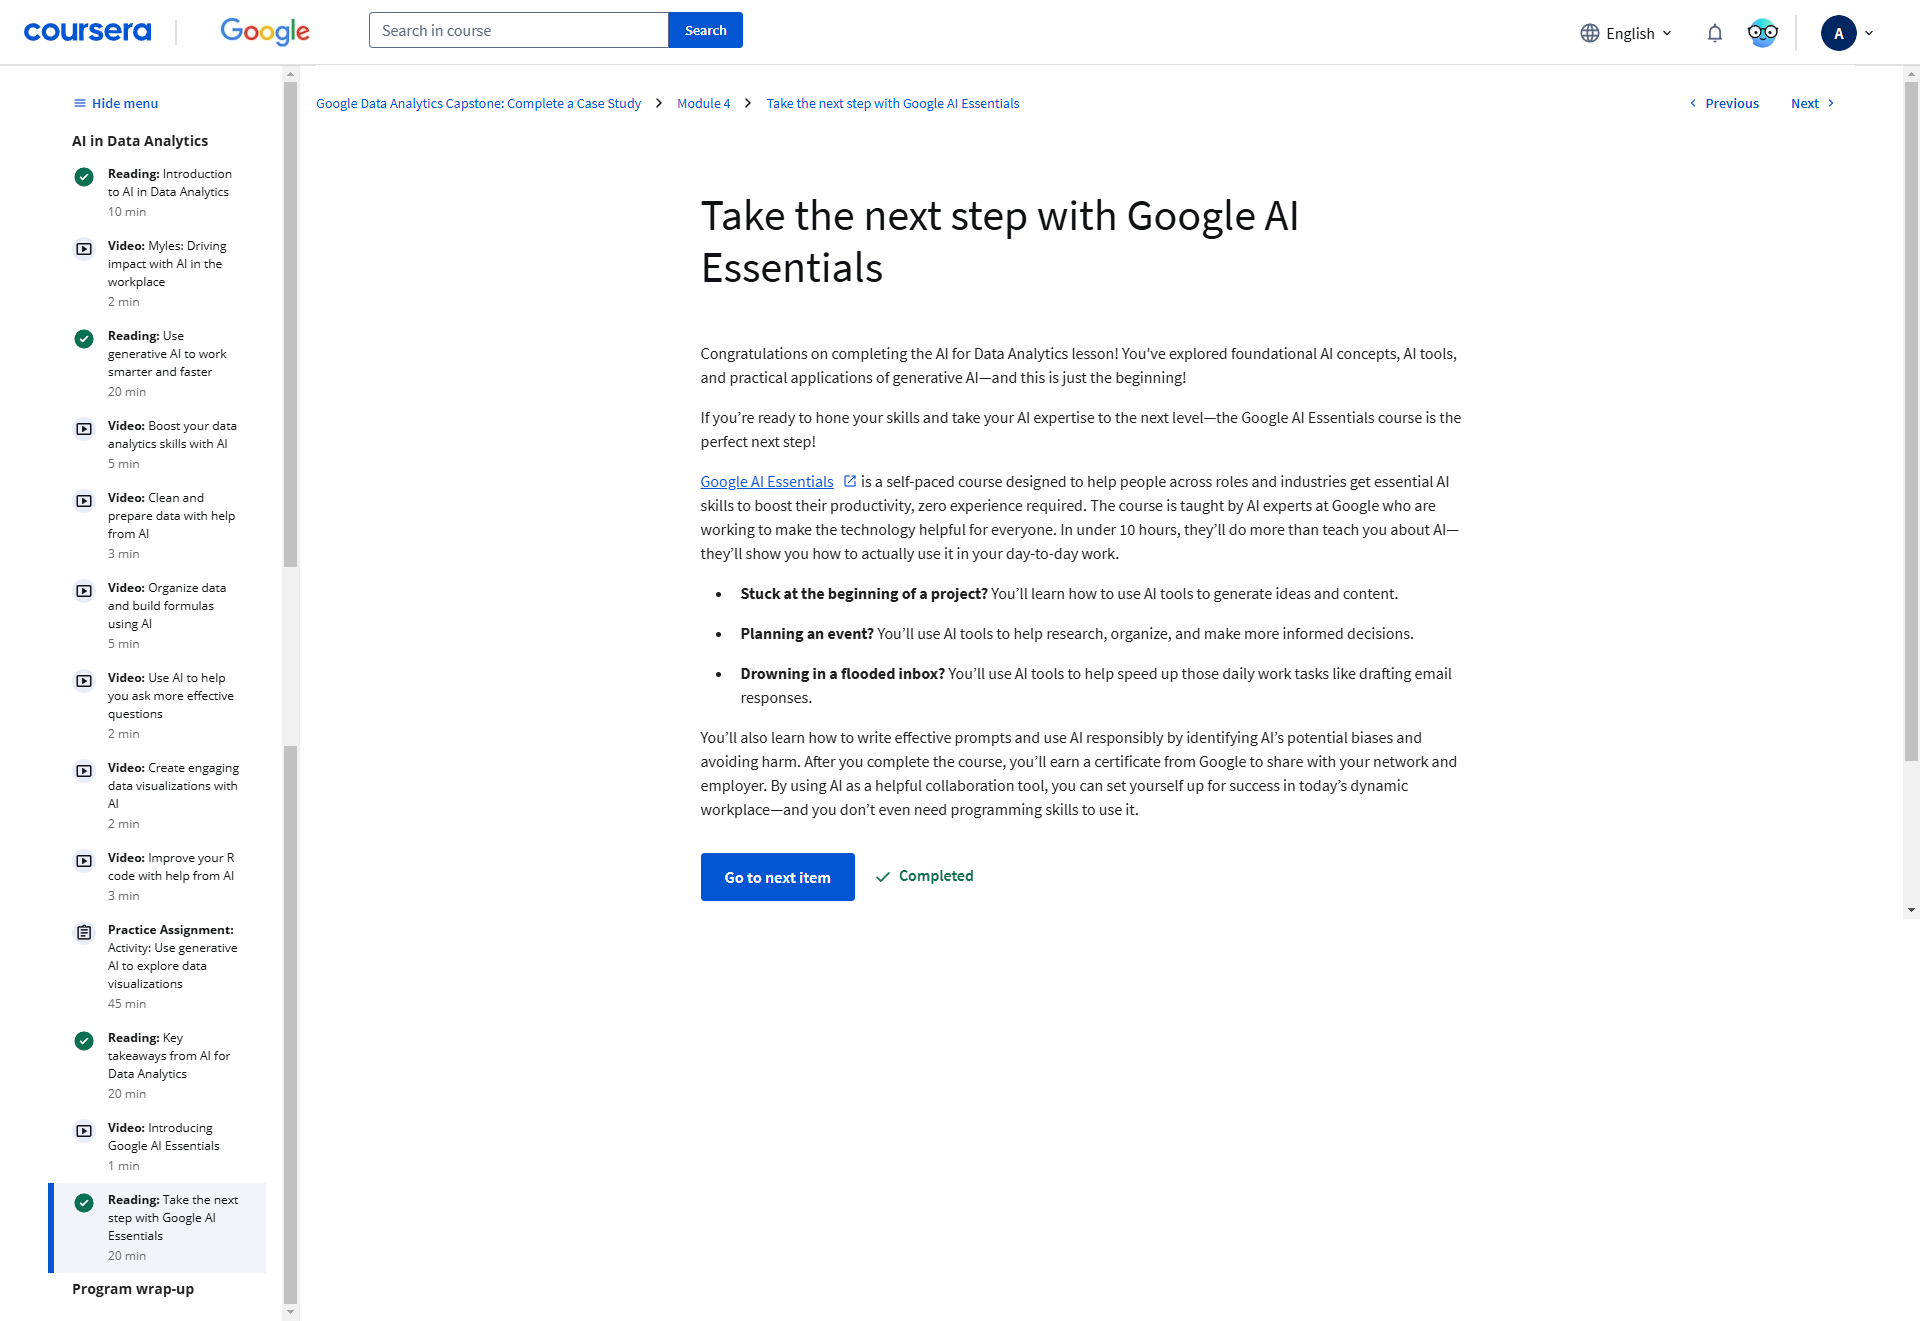 coursera
Google
Search in course
Search
English
A
Hide menu
AI in Data Analytics
Reading: Introduction
to AI in Data Analytics
10 min
Video: Myles: Driving
impact with AI in the
workplace
2 min
Reading: Use
generative AI to work
smarter and faster
20 min
Video: Boost your data
analytics skills with AI
5 min
Video: Clean and
prepare data with help
from AI
3 min
Video: Organize data
and build formulas
using AI
5 min
Video: Use AI to help
you ask more effective
questions
2 min
Video: Create engaging
data visualizations with
AI
2 min
Video: Improve your R
code with help from AI
3 min
Practice Assignment:
Activity: Use generative
AI to explore data
visualizations
45 min
Reading: Key
takeaways from AI for
Data Analytics
20 min
Video: Introducing
Google AI Essentials
1 min
Reading: Take the next
step with Google AI
Essentials
20 min
Program wrap-up
Google Data Analytics Capstone: Complete a Case Study
Module 4
Take the next step with Google AI Essentials
Previous
Next
Take the next step with Google AI
Essentials
Congratulations on completing the AI for Data Analytics lesson! You've explored foundational AI concepts, AI tools,
and practical applications of generative AI—and this is just the beginning!
If you’re ready to hone your skills and take your AI expertise to the next level—the Google AI Essentials course is the
perfect next step!
Google AI Essentials is a self-paced course designed to help people across roles and industries get essential AI
skills to boost their productivity, zero experience required. The course is taught by AI experts at Google who are
working to make the technology helpful for everyone. In under 10 hours, they’ll do more than teach you about AI—
they’ll show you how to actually use it in your day-to-day work.
• Stuck at the beginning of a project? You’ll learn how to use AI tools to generate ideas and content.
• Planning an event? You’ll use AI tools to help research, organize, and make more informed decisions.
• Drowning in a flooded inbox? You’ll use AI tools to help speed up those daily work tasks like drafting email
responses.
You’ll also learn how to write effective prompts and use AI responsibly by identifying AI’s potential biases and
avoiding harm. After you complete the course, you’ll earn a certificate from Google to share with your network and
employer. By using AI as a helpful collaboration tool, you can set yourself up for success in today’s dynamic
workplace—and you don’t even need programming skills to use it.
Go to next item
Completed